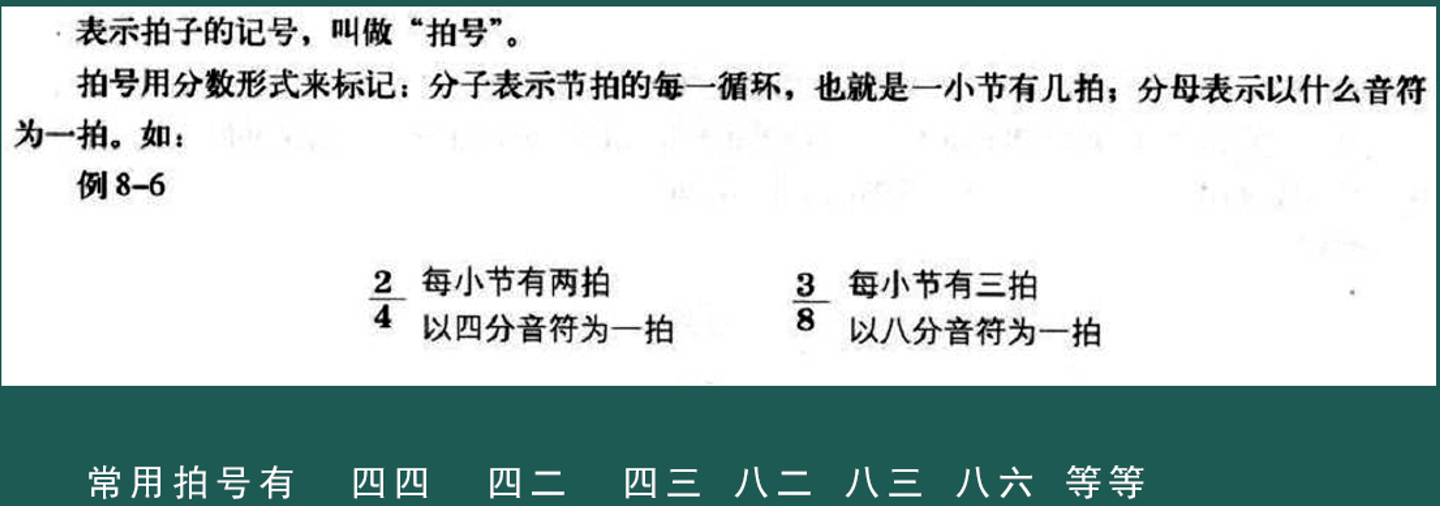 表示拍子的记号，叫做“拍号”。
拍号用分数形式来标记：分子表示节拍的每一循环，也就是一小节有几拍；分母表示以什么音符
为一拍。如：
例 8-6
2 每小节有两拍
4 以四分音符为一拍
3 每小节有三拍
8 以八分音符为一拍
常用拍号有 四四 四二 四三 八二 八三 八六 等等